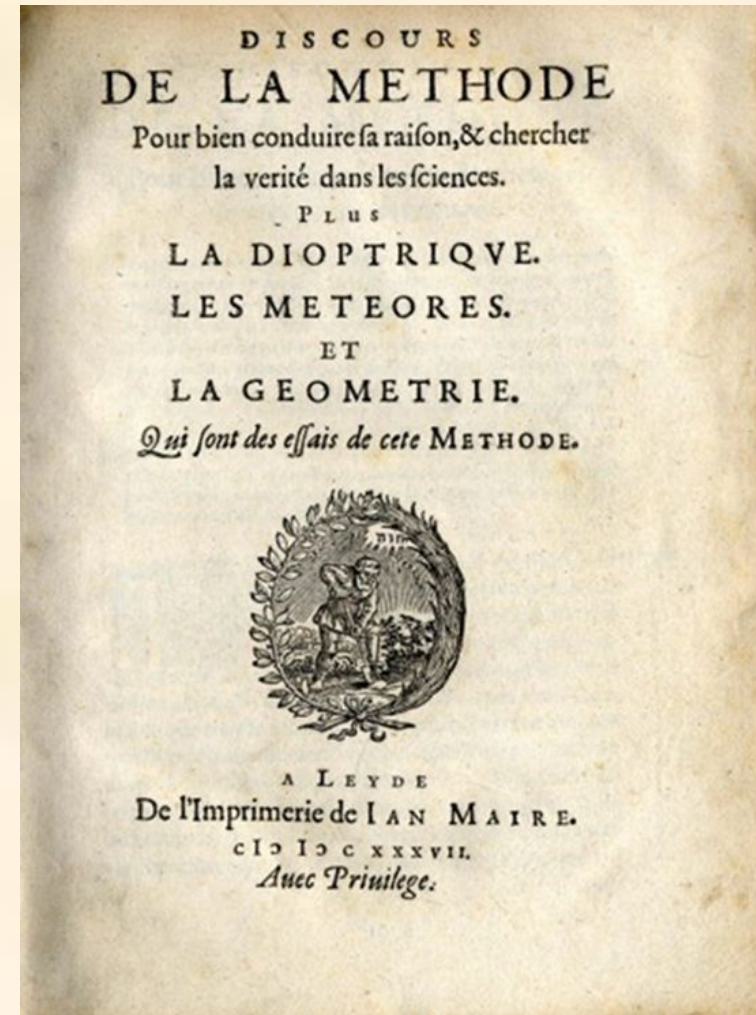 DISCOURS
DE LA METHODE
Pour bien conduire ſa raiſon, & chercher
la verité dans les ſciences.
PLus
LA DIOPTRIQVE.
LES METEORES.
ET
LA GEOMETRIE.
Qui ſont des eſſais de cete METHODE.
A LEYDE
De l'Imprimerie de IAN MAIRE.
cIↄ Iↄ c xxxvii.
Auec Priuilege.